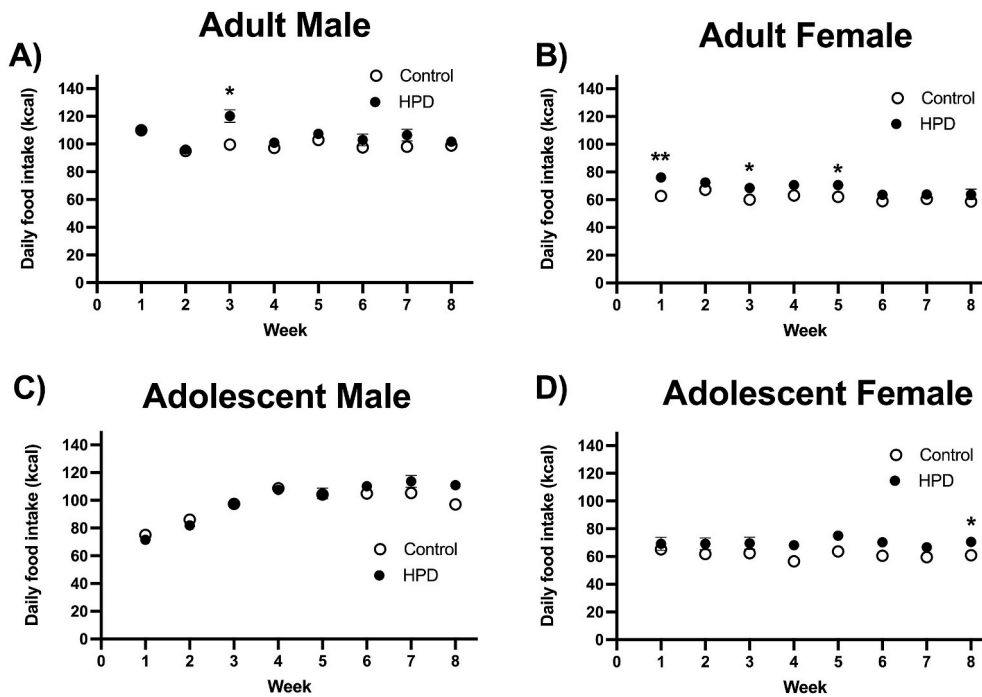 A)
Adult Male
*
Control
HPD
Daily food intake (kcal)
140
120
100
80
60
40
20
0
0 1 2 3 4 5 6 7 8
Week
B)
Adult Female
** * *
Control
HPD
Daily food intake (kcal)
140
120
100
80
60
40
20
0
0 1 2 3 4 5 6 7 8
Week
C)
Adolescent Male
Control
HPD
Daily food intake (kcal)
140
120
100
80
60
40
20
0
0 1 2 3 4 5 6 7 8
Week
D)
Adolescent Female
*
Control
HPD
Daily food intake (kcal)
140
120
100
80
60
40
20
0
0 1 2 3 4 5 6 7 8
Week